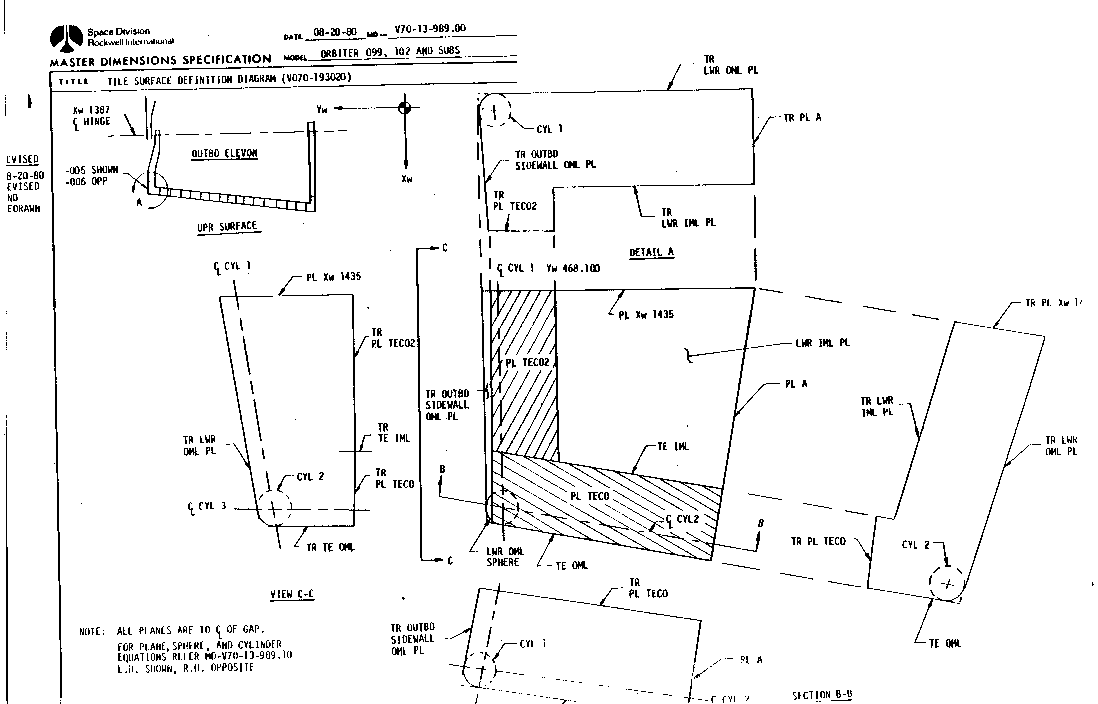 Space Division
Rockwell International
DATE 08-20-80 MD- V70-13-989.00
MASTER DIMENSIONS SPECIFICATION MODEL ORBITER 099, 102 AND SUBS
TITLE TILE SURFACE DEFINITION DIAGRAM (V070-193020)
EVISED
8-20-80
EVISED
ND
EDRAWN
Xw 1387
℄ HINGE
Yw
Xw
OUTBD ELEVON
-005 SHOWN
-006 OPP
A
UPR SURFACE
TR
LWR OML PL
CYL 1
TR PL A
TR OUTBD
SIDEWALL OML PL
TR
PL TECO2
TR
LWR IML PL
DETAIL A
C
℄ CYL 1
PL Xw 1435
TR
PL TECO2
TR LWR
OML PL
TR
TE IML
CYL 2
TR
PL TECO
℄ CYL 3
TR TE OML
VIEW C-C
℄ CYL 1 Yw 468.100
PL Xw 1435
LWR IML PL
PL TECO2
PL A
TR OUTBD
SIDEWALL
OML PL
TE IML
B
PL TECO
℄ CYL2
B
LWR OML
SPHERE
TE OML
C
TR PL Xw 1
TR LWR
IML PL
TR LWR
OML PL
TR PL TECO
CYL 2
TE OML
TR
PL TECO
TR OUTBD
SIDEWALL
OML PL
CYL 1
PL A
℄ CYL 2
SECTION B-B
NOTE: ALL PLANES ARE TO ℄ OF GAP.
FOR PLANE, SPHERE, AND CYLINDER
EQUATIONS REFER MD-V70-13-989.10
L.H. SHOWN, R.H. OPPOSITE